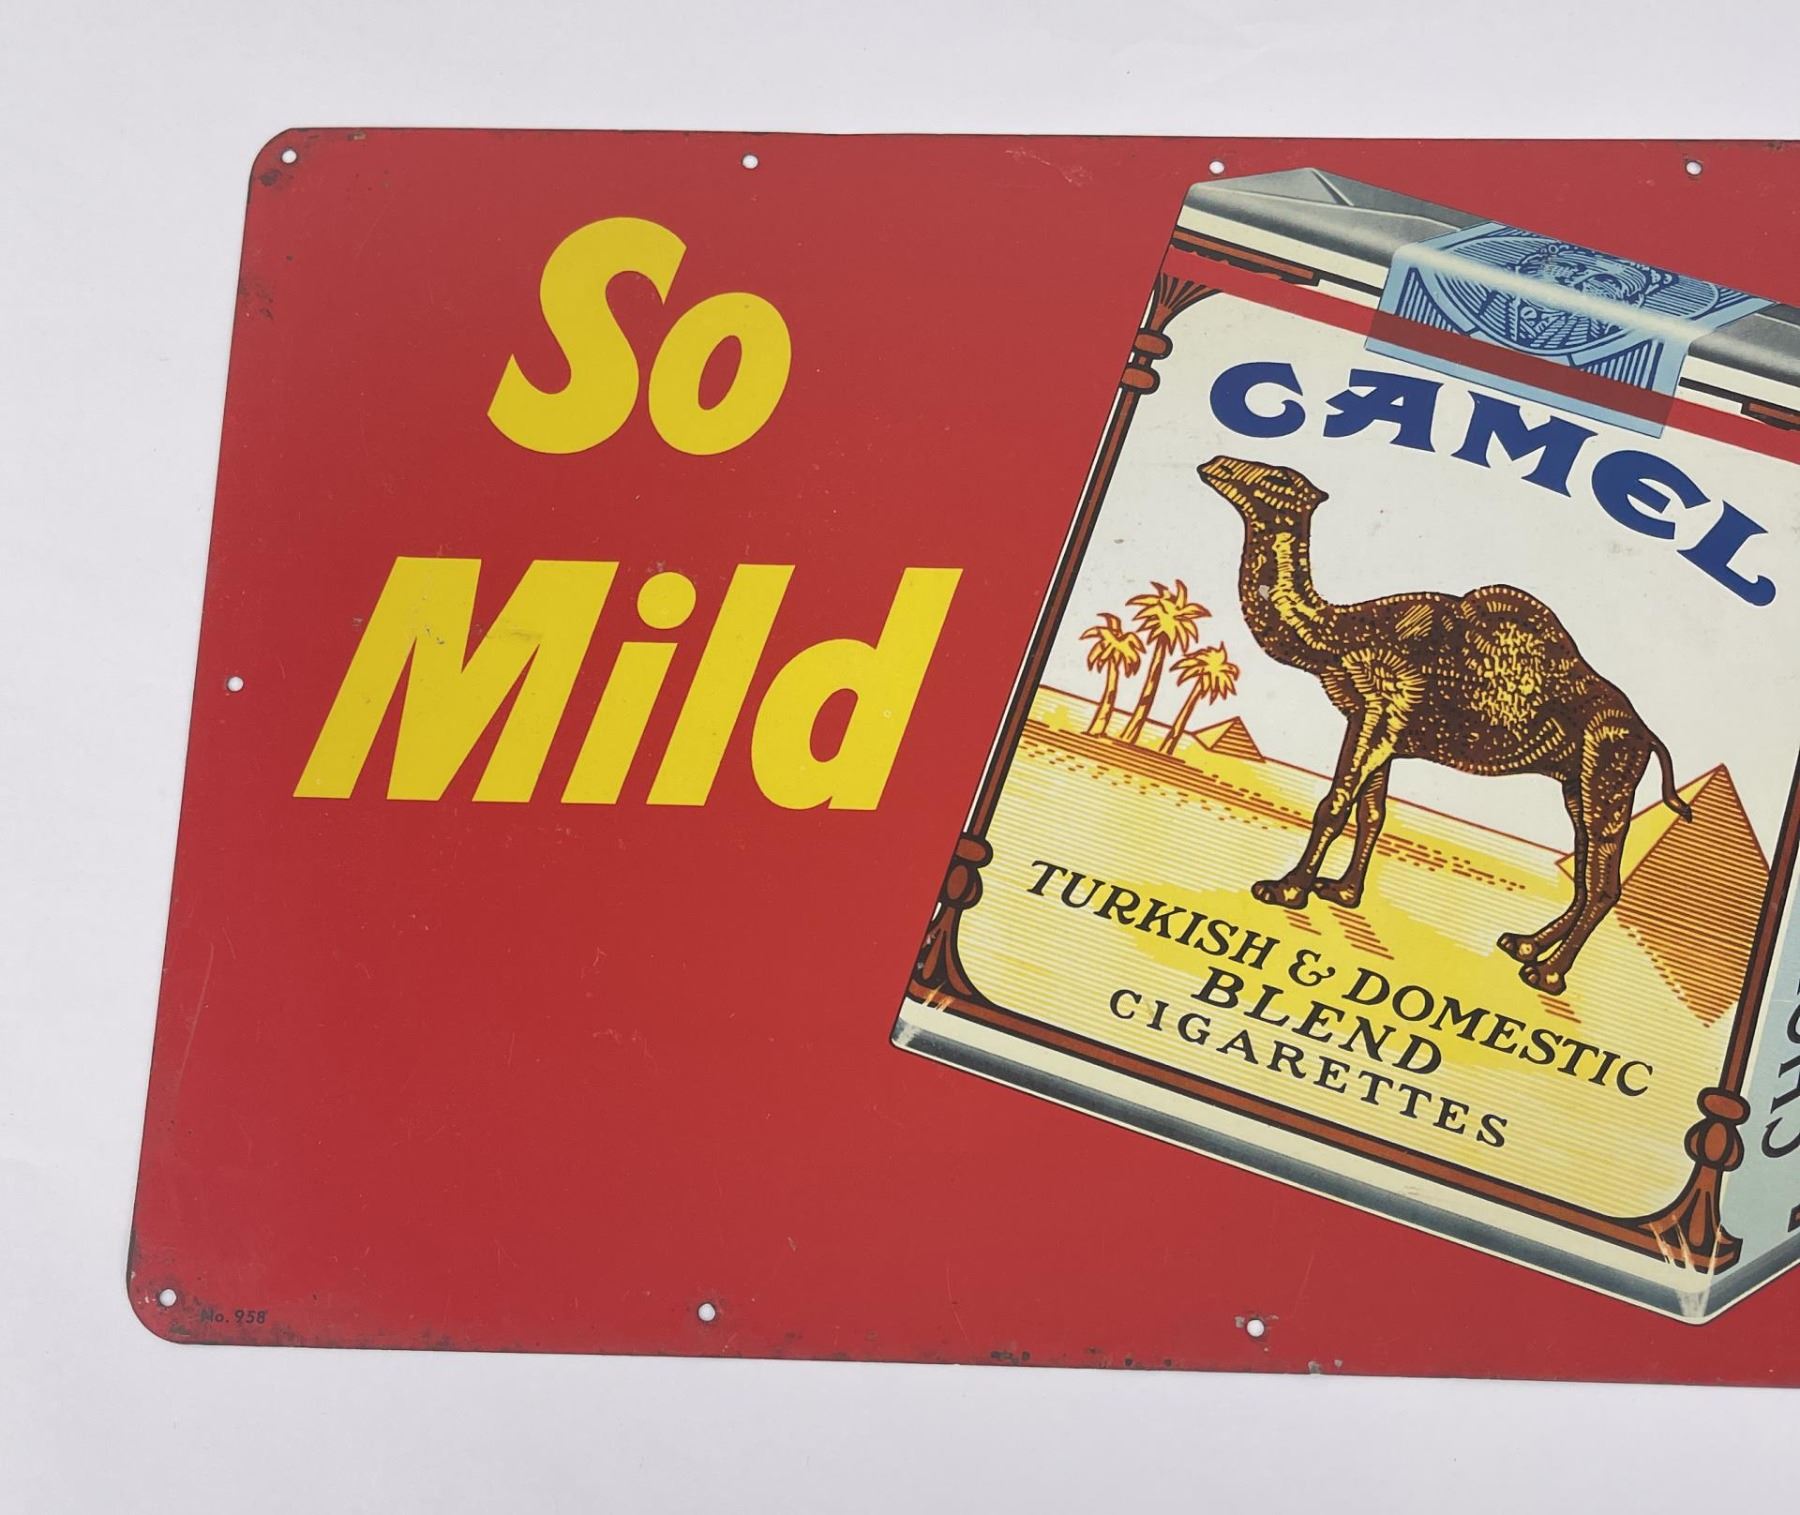 So
Mild
CAMEL
TURKISH & DOMESTIC
BLEND
CIGARETTES
No. 958